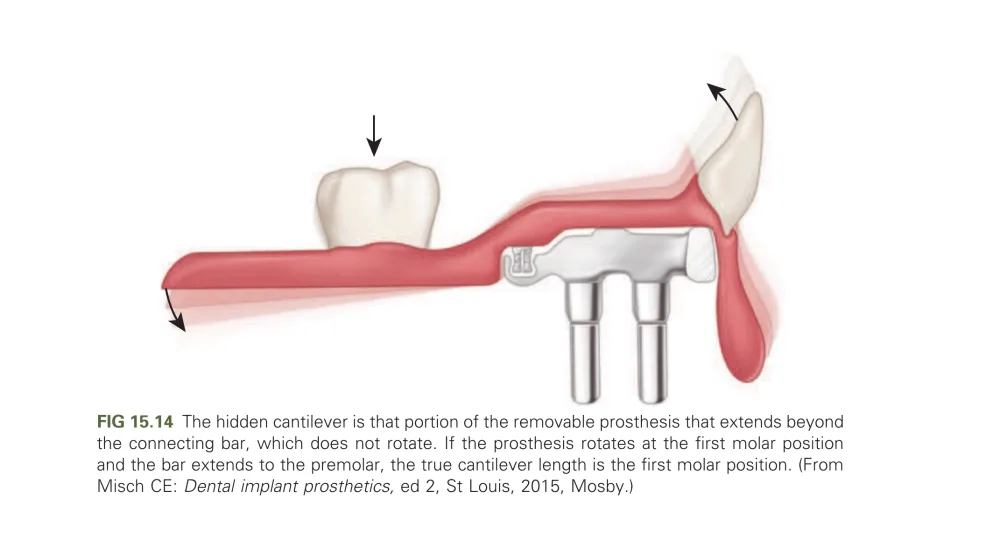 FIG 15.14 The hidden cantilever is that portion of the removable prosthesis that extends beyond
the connecting bar, which does not rotate. If the prosthesis rotates at the first molar position
and the bar extends to the premolar, the true cantilever length is the first molar position. (From
Misch CE: Dental implant prosthetics, ed 2, St Louis, 2015, Mosby.)